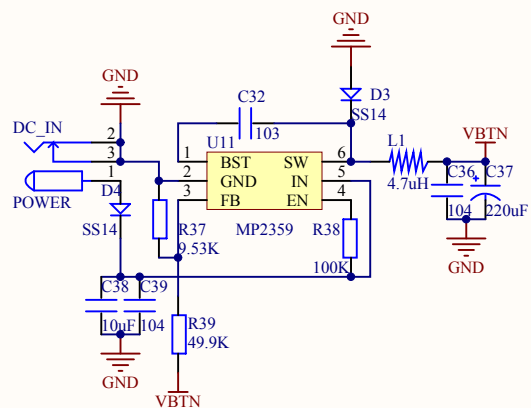 GND
GND
C32
D3
DC_IN
103
SS14
U11
L1
VBTN
2
3
1
1
2
3
BST
GND
FB
SW
IN
EN
6
5
4
4.7uH
C36
C37
104
220uF
POWER
D4
SS14
R37
9.53K
MP2359
R38
100K
GND
C38
C39
10uF
104
R39
49.9K
GND
VBTN